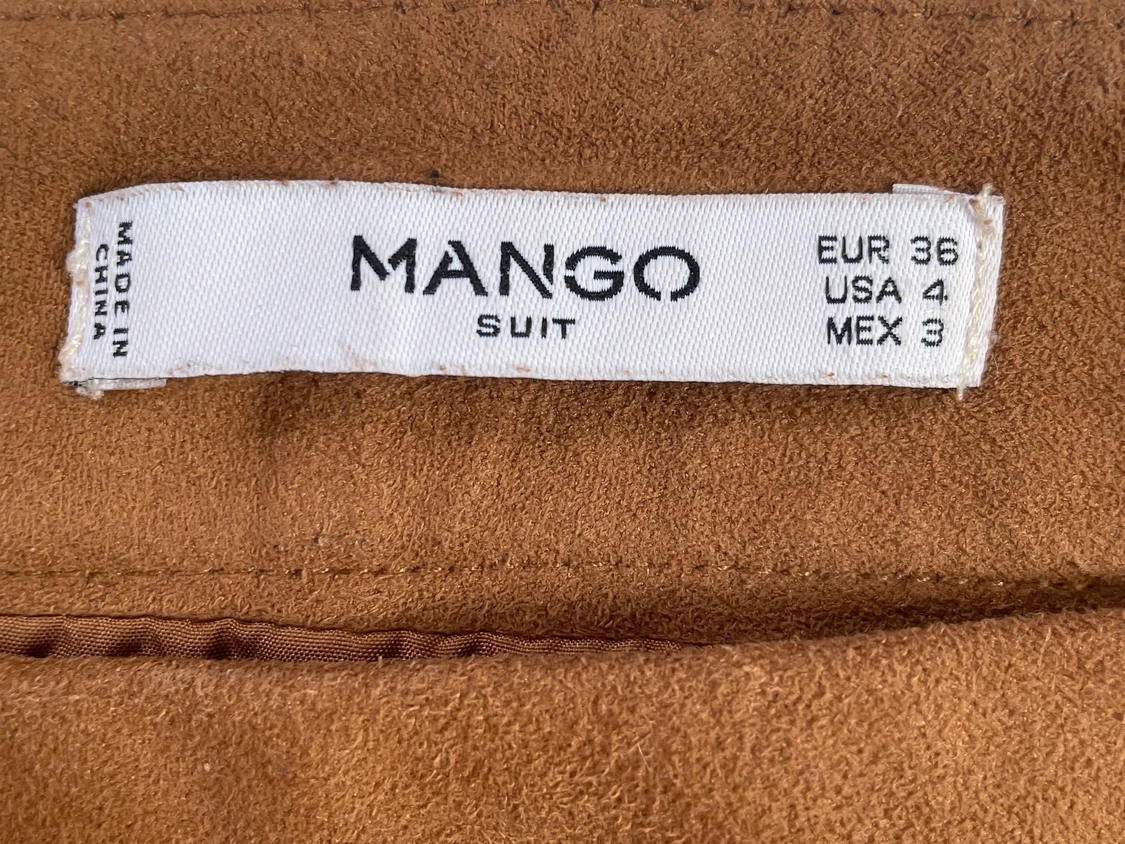 MADE IN
CHINA
MANGO
SUIT
EUR 36
USA 4
MEX 3